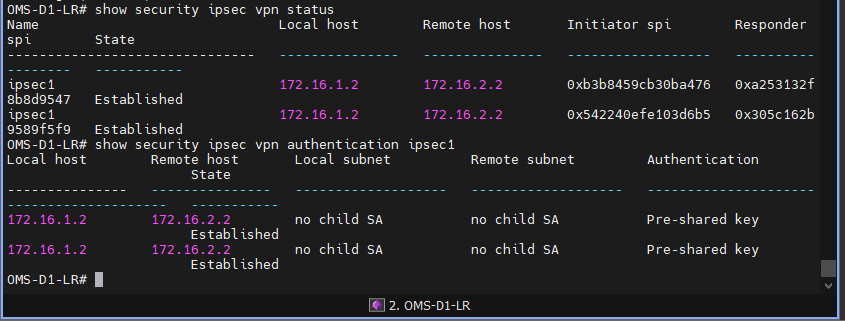 OMS-D1-LR# show security ipsec vpn status
Name Local host Remote host Initiator spi Responder
spi State
------------------------------- --------------- --------------- ------------------ -----------
-------- -----------
ipsec1 172.16.1.2 172.16.2.2 0xb3b8459cb30ba476 0xa253132f
8b8d9547 Established
ipsec1 172.16.1.2 172.16.2.2 0x542240efe103d6b5 0x305c162b
9589f5f9 Established
OMS-D1-LR# show security ipsec vpn authentication ipsec1
Local host Remote host Local subnet Remote subnet Authentication
State
--------------- --------------- ------------------- ------------------- ---------------------
-------------------- -----------
172.16.1.2 172.16.2.2 no child SA no child SA Pre-shared key
Established
172.16.1.2 172.16.2.2 no child SA no child SA Pre-shared key
Established
OMS-D1-LR#
2. OMS-D1-LR